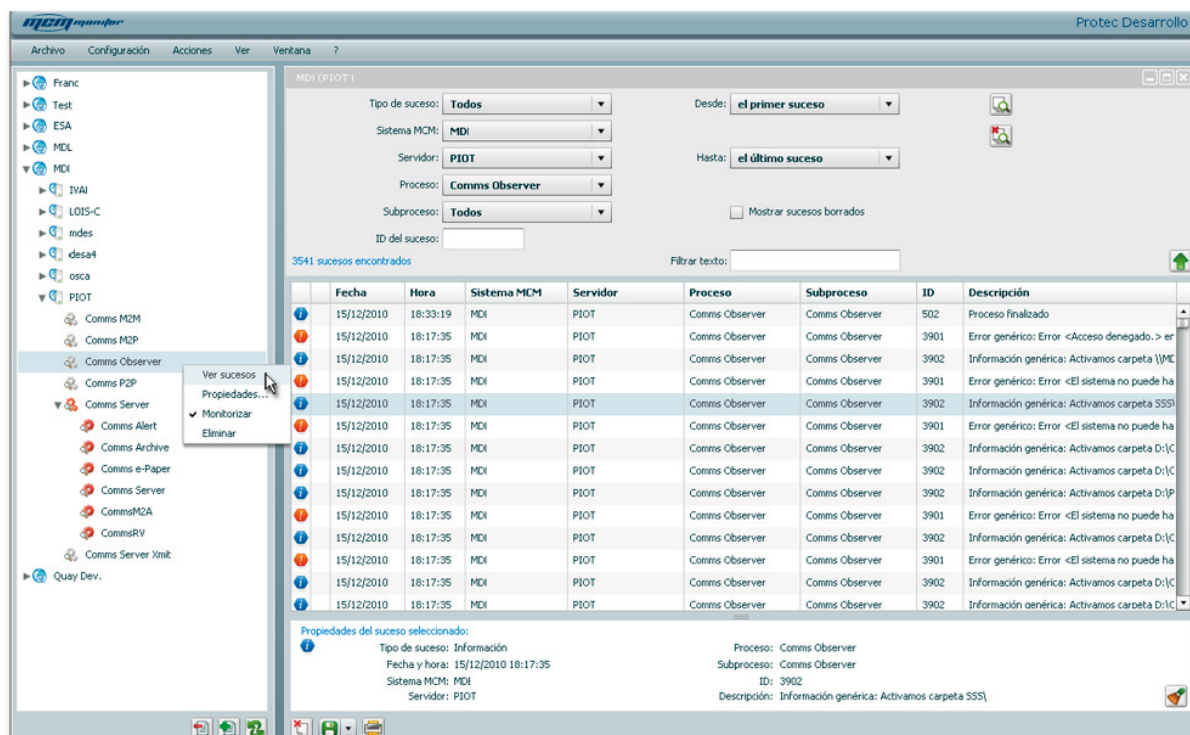 mcm monitor
Protec Desarrollo
Archivo Configuración Acciones Ver Ventana ?
Franc
Test
ESA
MDL
MDI
IVAI
LOIS-C
mdes
desa4
osca
PIOT
Comms M2M
Comms M2P
Comms Observer
Comms P2P
Comms Server
Comms Alert
Comms Archive
Comms e-Paper
Comms Server
CommsM2A
CommsRV
Comms Server Xmit
Quay Dev.
Ver sucesos
Propiedades...
Monitorizar
Eliminar
MDI (PIOT)
Tipo de suceso: Todos Desde: el primer suceso
Sistema MCM: MDI
Servidor: PIOT Hasta: el último suceso
Proceso: Comms Observer
Subproceso: Todos Mostrar sucesos borrados
ID del suceso:
3541 sucesos encontrados Filtrar texto:
Fecha Hora Sistema MCM Servidor Proceso Subproceso ID Descripción
15/12/2010 18:33:19 MDI PIOT Comms Observer Comms Observer 502 Proceso finalizado
15/12/2010 18:17:35 MDI PIOT Comms Observer Comms Observer 3901 Error genérico: Error <Acceso denegado.> er
15/12/2010 18:17:35 MDI PIOT Comms Observer Comms Observer 3902 Información genérica: Activamos carpeta \\MD
15/12/2010 18:17:35 MDI PIOT Comms Observer Comms Observer 3901 Error genérico: Error <El sistema no puede ha
15/12/2010 18:17:35 MDI PIOT Comms Observer Comms Observer 3902 Información genérica: Activamos carpeta SSS\
15/12/2010 18:17:35 MDI PIOT Comms Observer Comms Observer 3901 Error genérico: Error <El sistema no puede ha
15/12/2010 18:17:35 MDI PIOT Comms Observer Comms Observer 3902 Información genérica: Activamos carpeta D:\C
15/12/2010 18:17:35 MDI PIOT Comms Observer Comms Observer 3902 Información genérica: Activamos carpeta D:\C
15/12/2010 18:17:35 MDI PIOT Comms Observer Comms Observer 3902 Información genérica: Activamos carpeta D:\P
15/12/2010 18:17:35 MDI PIOT Comms Observer Comms Observer 3901 Error genérico: Error <El sistema no puede ha
15/12/2010 18:17:35 MDI PIOT Comms Observer Comms Observer 3902 Información genérica: Activamos carpeta D:\C
15/12/2010 18:17:35 MDI PIOT Comms Observer Comms Observer 3901 Error genérico: Error <El sistema no puede ha
15/12/2010 18:17:35 MDI PIOT Comms Observer Comms Observer 3902 Información genérica: Activamos carpeta D:\C
15/12/2010 18:17:35 MDI PIOT Comms Observer Comms Observer 3902 Información genérica: Activamos carpeta D:\C
Propiedades del suceso seleccionado:
Tipo de suceso: Información Proceso: Comms Observer
Fecha y hora: 15/12/2010 18:17:35 Subproceso: Comms Observer
Sistema MCM: MDI ID: 3902
Servidor: PIOT Descripción: Información genérica: Activamos carpeta SSS\